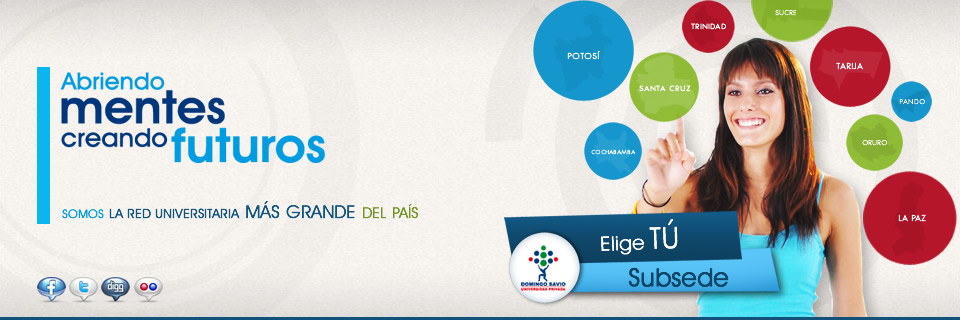 Abriendo
mentes
creando futuros
SOMOS LA RED UNIVERSITARIA MÁS GRANDE DEL PAÍS
digg
POTOSÍ
TRINIDAD
SUCRE
SANTA CRUZ
TARIJA
PANDO
COCHABAMBA
ORURO
LA PAZ
Elige TÚ
Subsede
DOMINGO SAVIO
UNIVERSIDAD PRIVADA